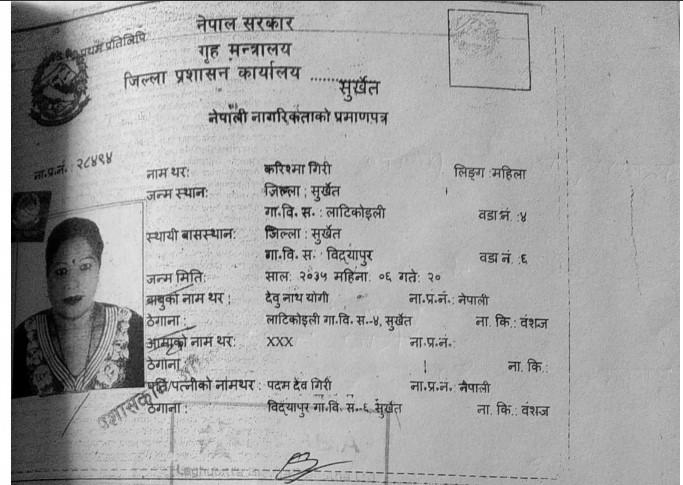 प्रथम प्रतिलिपि
नेपाल सरकार
गृह मन्त्रालय
जिल्ला प्रशासन कार्यालय ........ सुर्खेत
नेपाली नागरिकताको प्रमाणपत्र
ना.प्र.नं.: २८४९४
नाम थर: करिश्मा गिरी लिङ्ग :महिला
जन्म स्थान: जिल्ला : सुर्खेत
गा.वि. स. : लाटिकोइली वडा नं :४
स्थायी बासस्थान: जिल्ला : सुर्खेत
गा.वि. स. विद्यापुर वडा नं :६
जन्म मिति: साल: २०३५ महिना: ०६ गते: २०
बाबुको नाम थर : देवु नाथ योगी ना.प्र.नं.: नेपाली
ठेगाना : लाटिकोइली गा.वि. स.-४, सुर्खेत ना. कि.: वंशज
आमाको नाम थर: XXX ना.प्र.नं.:
ठेगाना ना. कि.:
पति/पत्नीको नामथर : पदम देव गिरी ना.प्र.नं.: नेपाली
ठेगाना : विद्यापुर गा.वि. स.-६ सुर्खेत ना. कि.: वंशज
Laghubitta